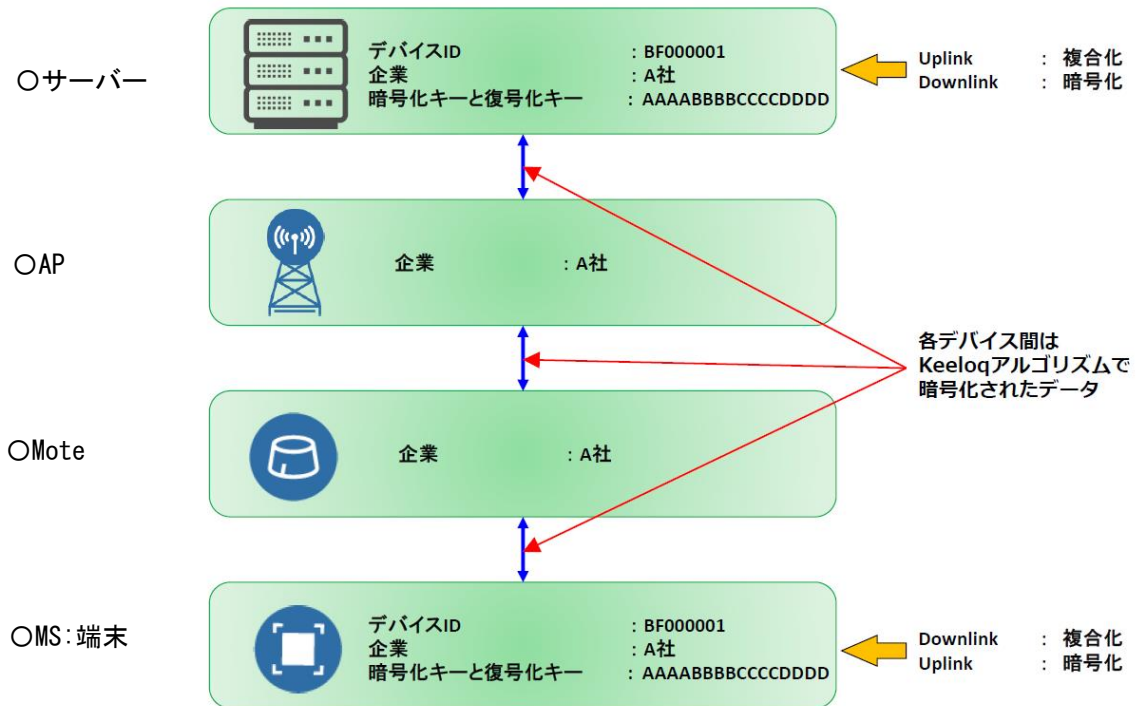 〇サーバー
デバイスID : BF000001
企業 : A社
暗号化キーと復号化キー : AAAABBBBCCCCDDDD
Uplink : 複合化
Downlink : 暗号化
〇AP
企業 : A社
各デバイス間は
Keeloqアルゴリズムで
暗号化されたデータ
〇Mote
企業 : A社
〇MS:端末
デバイスID : BF000001
企業 : A社
暗号化キーと復号化キー : AAAABBBBCCCCDDDD
Downlink : 複合化
Uplink : 暗号化